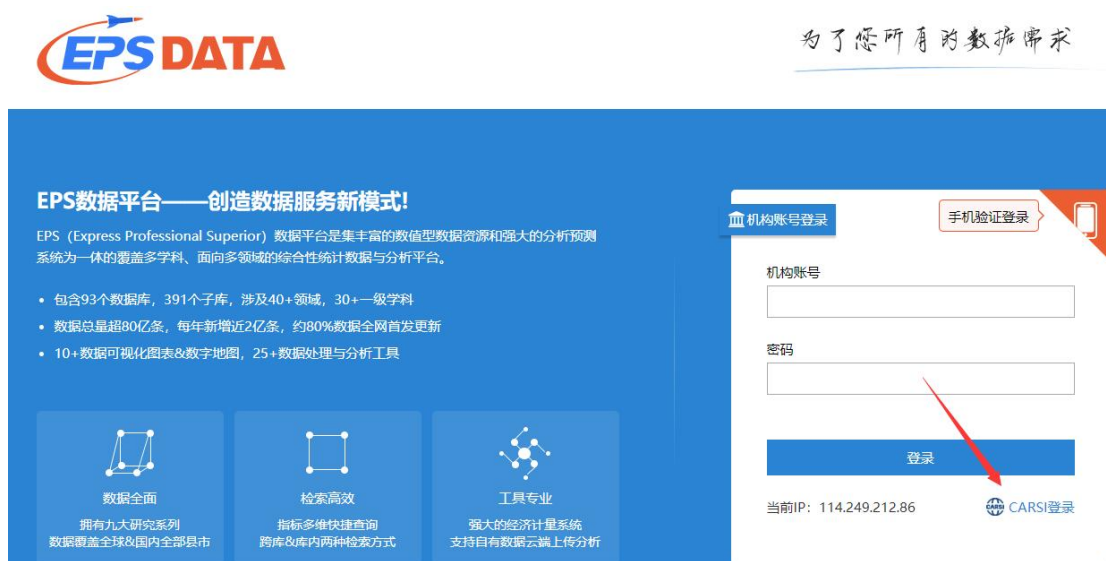 EPS DATA
为了您所有的数据需求
EPS数据平台——创造数据服务新模式!
EPS（Express Professional Superior）数据平台是集丰富的数值型数据资源和强大的分析预测
系统为一体的覆盖多学科、面向多领域的综合性统计数据与分析平台。
• 包含93个数据库，391个子库，涉及40+领域，30+一级学科
• 数据总量超80亿条，每年新增近2亿条，约80%数据全网首发更新
• 10+数据可视化图表&数字地图，25+数据处理与分析工具
数据全面
拥有九大研究系列
数据覆盖全球&国内全部县市
检索高效
指标多维快捷查询
跨库&库内两种检索方式
工具专业
强大的经济计量系统
支持自有数据云端上传分析
机构账号登录
手机验证登录
机构账号
密码
登录
当前IP：114.249.212.86
CARSI
CARSI登录